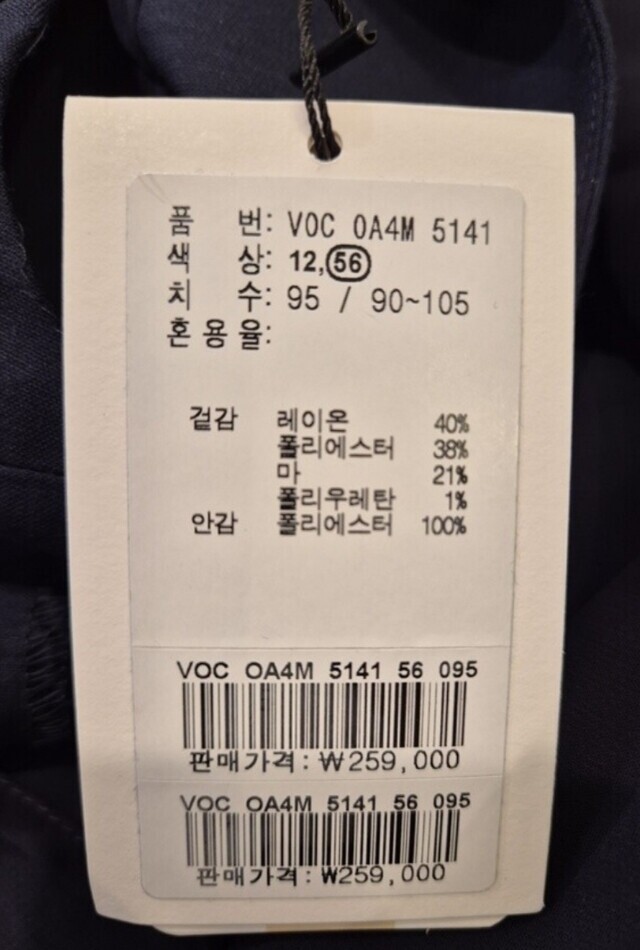 품 번: VOC 0A4M 5141
색 상: 12,56
치 수: 95 / 90~105
혼용율:
겉감 레이온 40%
폴리에스터 38%
마 21%
폴리우레탄 1%
안감 폴리에스터 100%
VOC OA4M 5141 56 095
판매가격:₩259,000
VOC OA4M 5141 56 095
판매가격:₩259,000